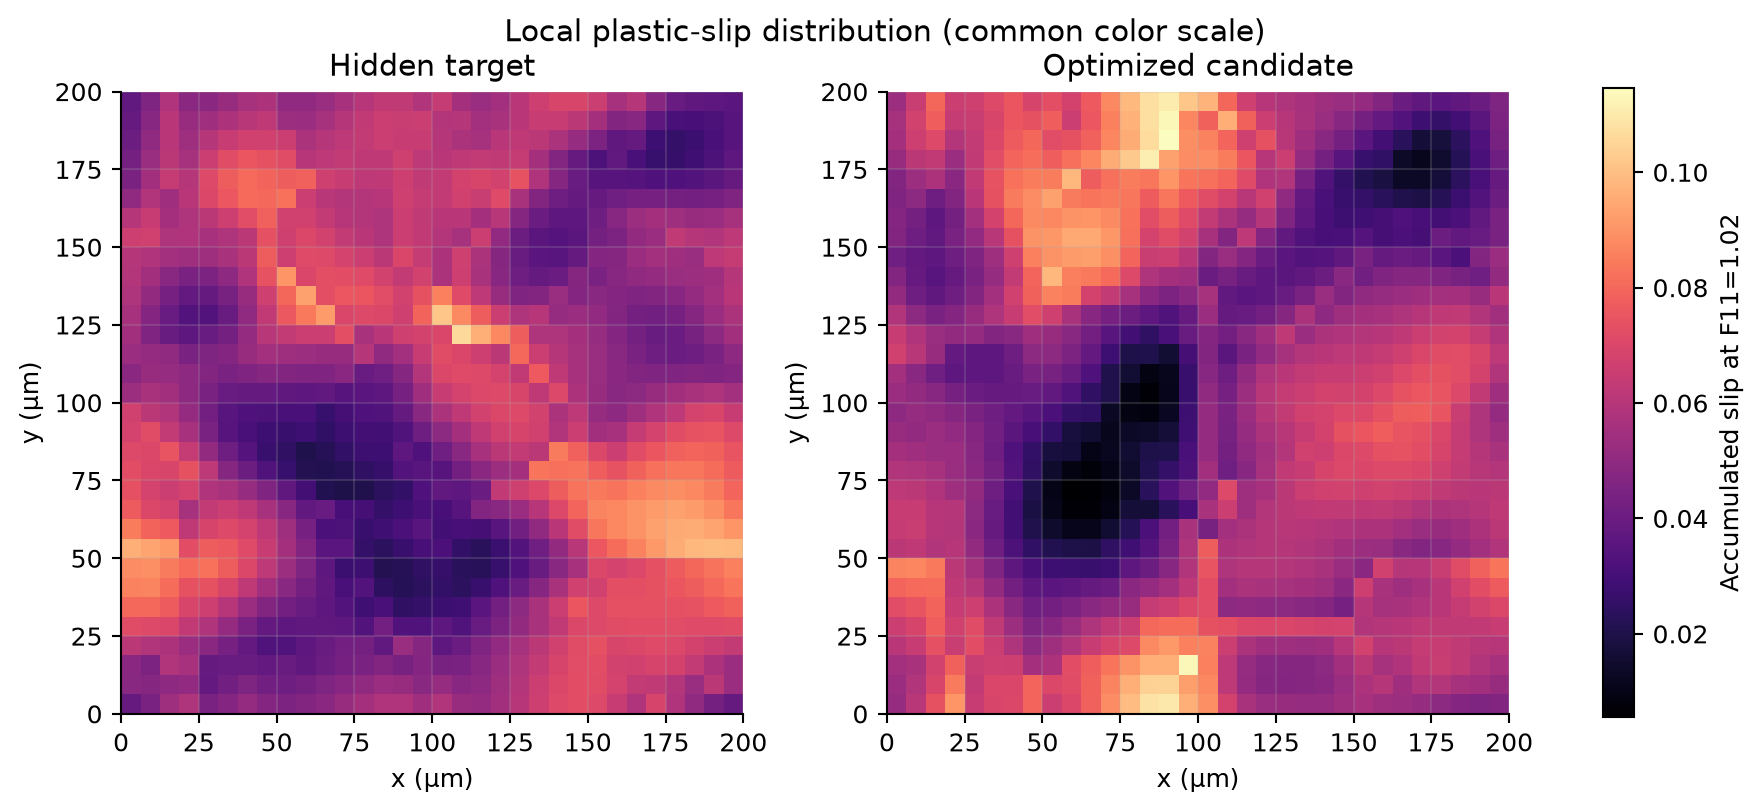 Local plastic-slip distribution (common color scale)
Hidden target
Optimized candidate
200
175
150
125
100
75
50
25
0
y (μm)
0 25 50 75 100 125 150 175 200
x (μm)
200
175
150
125
100
75
50
25
0
y (μm)
0 25 50 75 100 125 150 175 200
x (μm)
0.10
0.08
0.06
0.04
0.02
Accumulated slip at F11=1.02